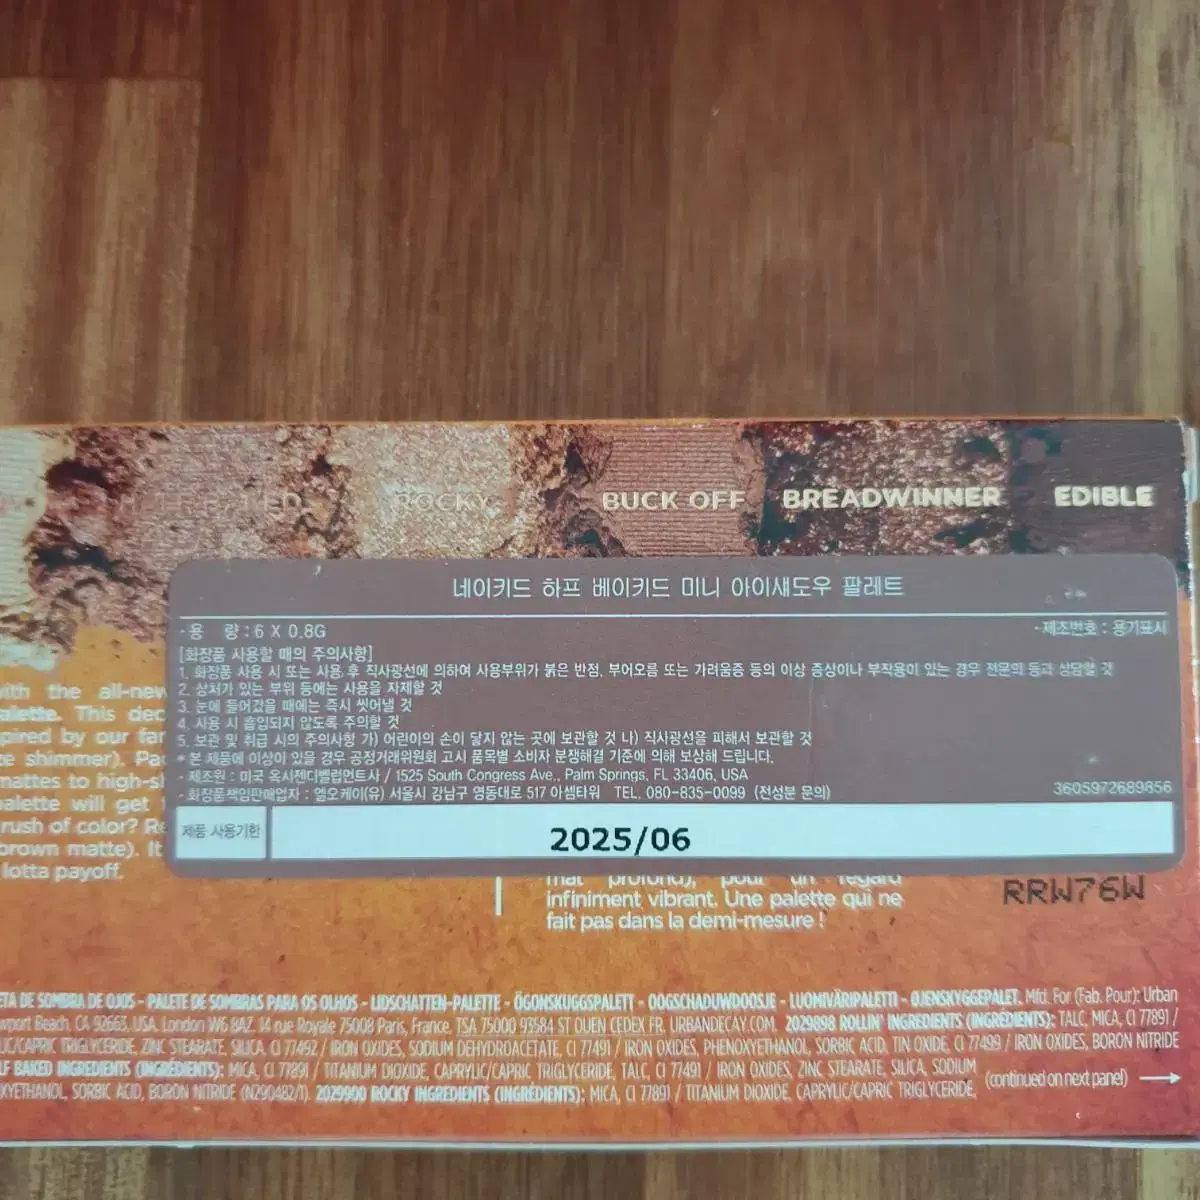 ROCKY
BUCK OFF
BREADWINNER
EDIBLE
네이키드 하프 베이키드 미니 아이섀도우 팔레트
·용 량 : 6 X 0.8G
·제조번호 : 용기표시
[화장품 사용할 때의 주의사항]
1. 화장품 사용 시 또는 사용 후 직사광선에 의하여 사용부위가 붉은 반점, 부어오름 또는 가려움증 등의 이상 증상이나 부작용이 있는 경우 전문의 등과 상담할 것
2. 상처가 있는 부위 등에는 사용을 자제할 것
3. 눈에 들어갔을 때에는 즉시 씻어낼 것
4. 사용 시 흡입되지 않도록 주의할 것
5. 보관 및 취급 시의 주의사항 가) 어린이의 손이 닿지 않는 곳에 보관할 것 나) 직사광선을 피해서 보관할 것
* 본 제품에 이상이 있을 경우 공정거래위원회 고시 품목별 소비자 분쟁해결 기준에 의해 보상해 드립니다.
·제조원 : 미국 옥시젠디벨럽먼트사 / 1525 South Congress Ave., Palm Springs, FL 33406, USA
·화장품책임판매업자 : 엘오케이(유) 서울시 강남구 영동대로 517 아셈타워 TEL. 080-835-0099 (전성분 문의)
3605972689856
제품 사용기한
2025/06
with the all-new
alette. This dec
pired by our far
e shimmer). Pa
mattes to high-sh
palette will get
rush of color? Re
brown matte). It
lotta payoff.
mat profond), pour un regard
infiniment vibrant. Une palette qui ne
fait pas dans la demi-mesure !
RRW76W
ETA DE SOMBRA DE OJOS - PALETE DE SOMBRAS PARA OS OLHOS - LIDSCHATTEN-PALETTE - ÖGONSKUGGSPALETT - OOGSCHADUWDOOSJE - LUOMIVÄRIPALETTI - ØJENSKYGGEPALET. Mfd. For (Fab. Pour): Urban
wport Beach, CA 92663, USA. London W6 8AZ. 14 rue Royale 75008 Paris, France. TSA 75000 93584 ST OUEN CEDEX FR. URBANDECAY.COM. 2029898 ROLLIN' INGREDIENTS (INGRÉDIENTS): TALC, MICA, CI 77891 /
LIC/CAPRIC TRIGLYCERIDE, ZINC STEARATE, SILICA, CI 77492 / IRON OXIDES, SODIUM DEHYDROACETATE, CI 77491 / IRON OXIDES, PHENOXYETHANOL, SORBIC ACID, TIN OXIDE, CI 77499 / IRON OXIDES, BORON NITRIDE
LF BAKED INGREDIENTS (INGRÉDIENTS): MICA, CI 77891 / TITANIUM DIOXIDE, CAPRYLIC/CAPRIC TRIGLYCERIDE, TALC, CI 77491 / IRON OXIDES, ZINC STEARATE, SILICA, SODIUM
OXYETHANOL, SORBIC ACID, BORON NITRIDE (N290482/1). 2029900 ROCKY INGREDIENTS (INGRÉDIENTS): MICA, CI 77891 / TITANIUM DIOXIDE, CAPRYLIC/CAPRIC TRIGLYCERIDE,
(continued on next panel)